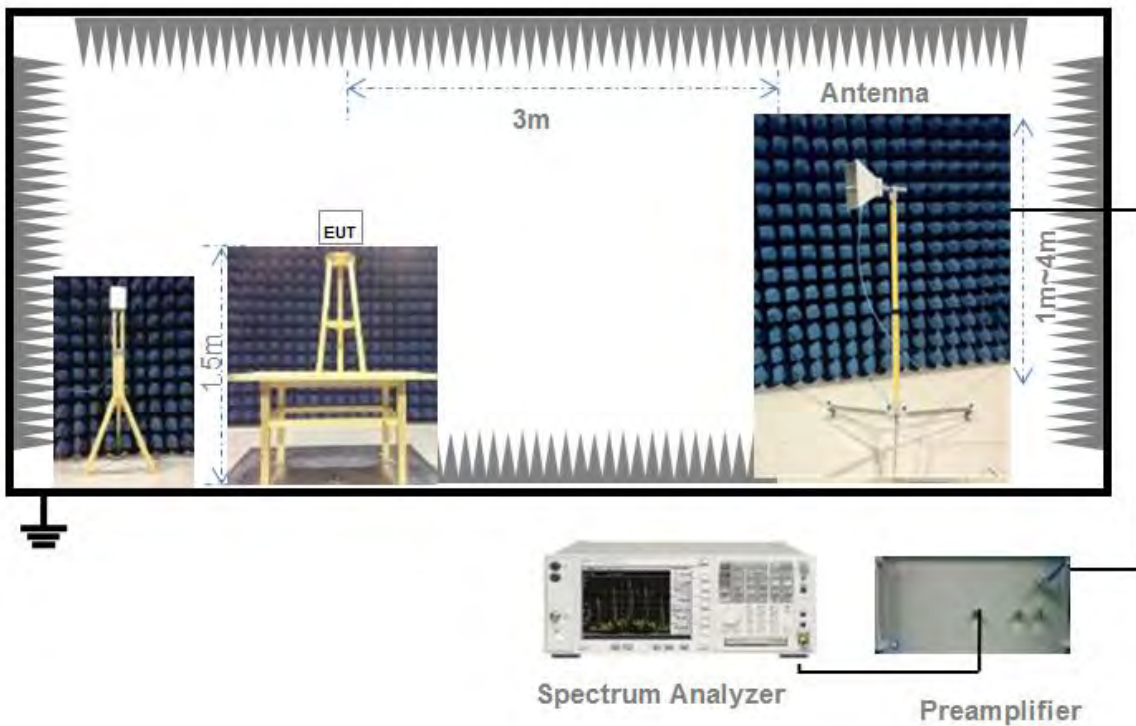 Antenna
3m
EUT
1.5m
1m~4m
Spectrum Analyzer
Preamplifier